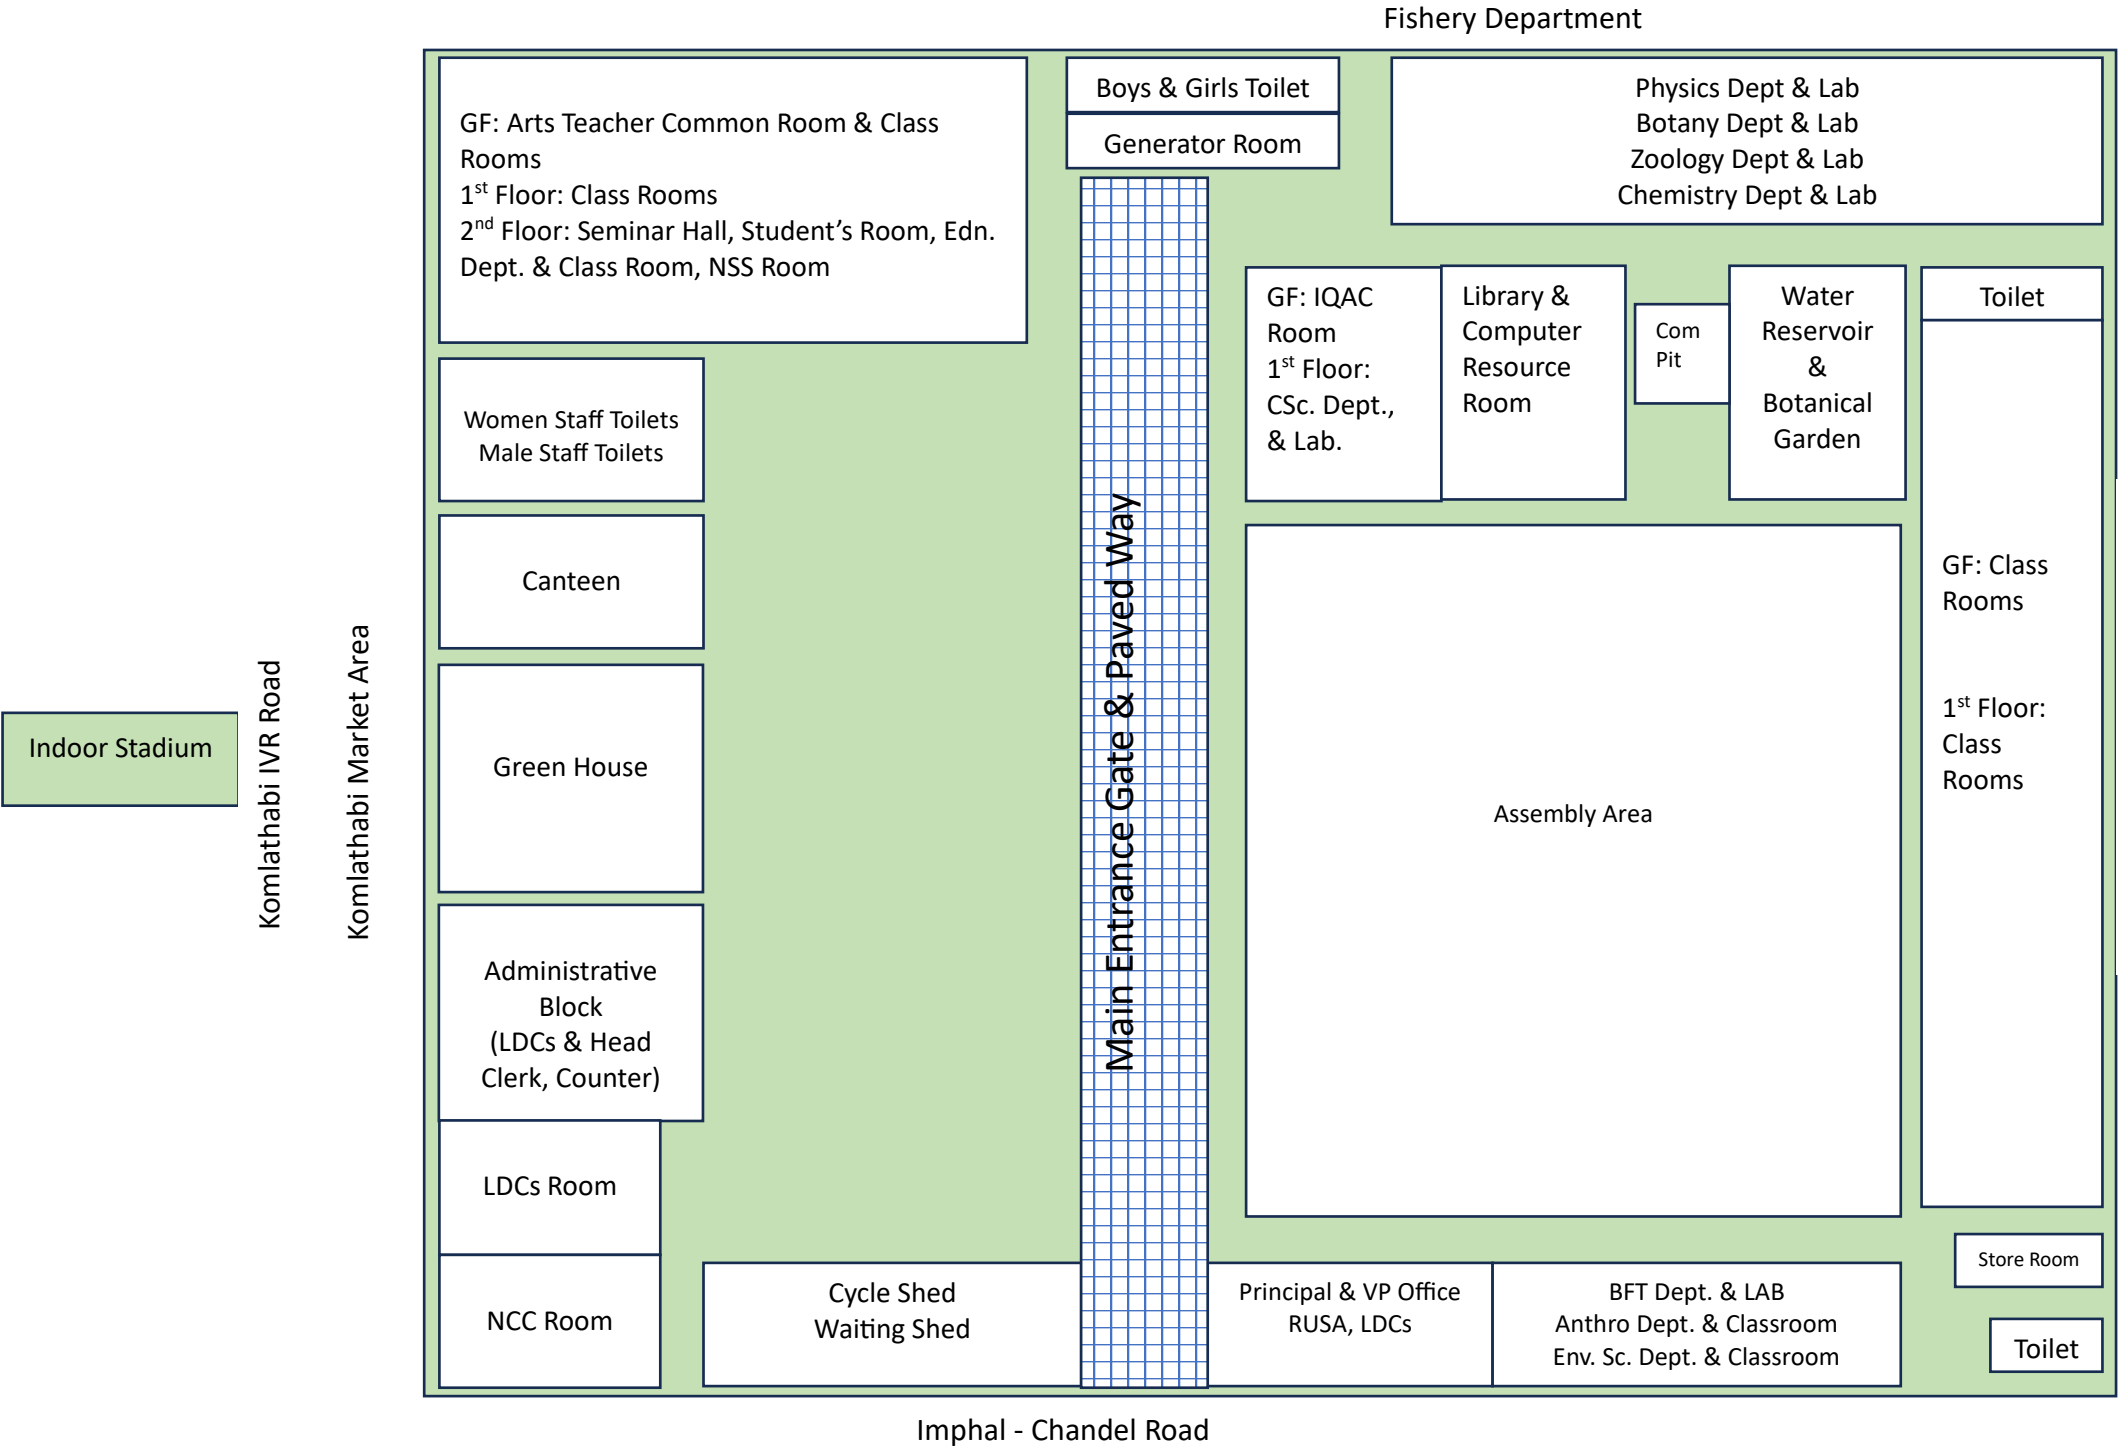 Fishery Department
GF: Arts Teacher Common Room & Class
Rooms
1st Floor: Class Rooms
2nd Floor: Seminar Hall, Student’s Room, Edn.
Dept. & Class Room, NSS Room
Boys & Girls Toilet
Generator Room
Physics Dept & Lab
Botany Dept & Lab
Zoology Dept & Lab
Chemistry Dept & Lab
GF: IQAC
Room
1st Floor:
CSc. Dept.,
& Lab.
Library &
Computer
Resource
Room
Com
Pit
Water
Reservoir
&
Botanical
Garden
Toilet
GF: Class
Rooms
1st Floor:
Class
Rooms
Women Staff Toilets
Male Staff Toilets
Canteen
Green House
Administrative
Block
(LDCs & Head
Clerk, Counter)
LDCs Room
NCC Room
Indoor Stadium
Komlathabi IVR Road
Komlathabi Market Area
Main Entrance Gate & Paved Way
Assembly Area
Cycle Shed
Waiting Shed
Principal & VP Office
RUSA, LDCs
BFT Dept. & LAB
Anthro Dept. & Classroom
Env. Sc. Dept. & Classroom
Store Room
Toilet
Imphal - Chandel Road